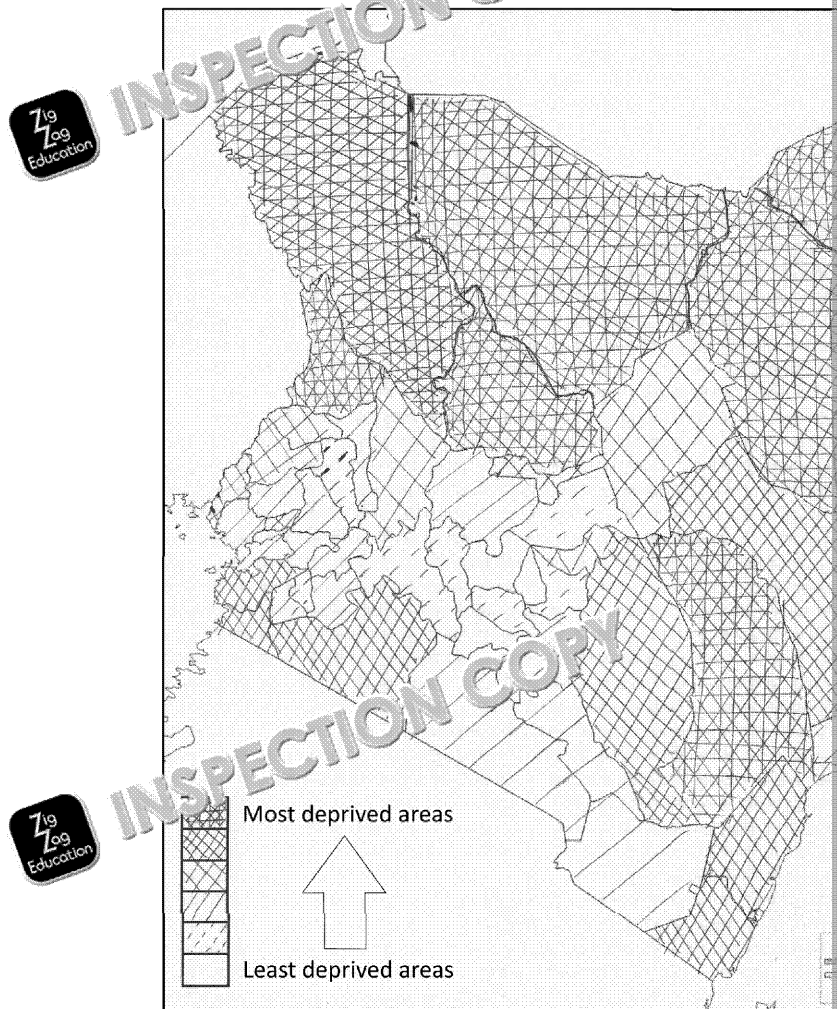 INSPECTION
Zig
Zag
Education
INSPECTION COPY
Zig
Zag
Education
Most deprived areas
Least deprived areas